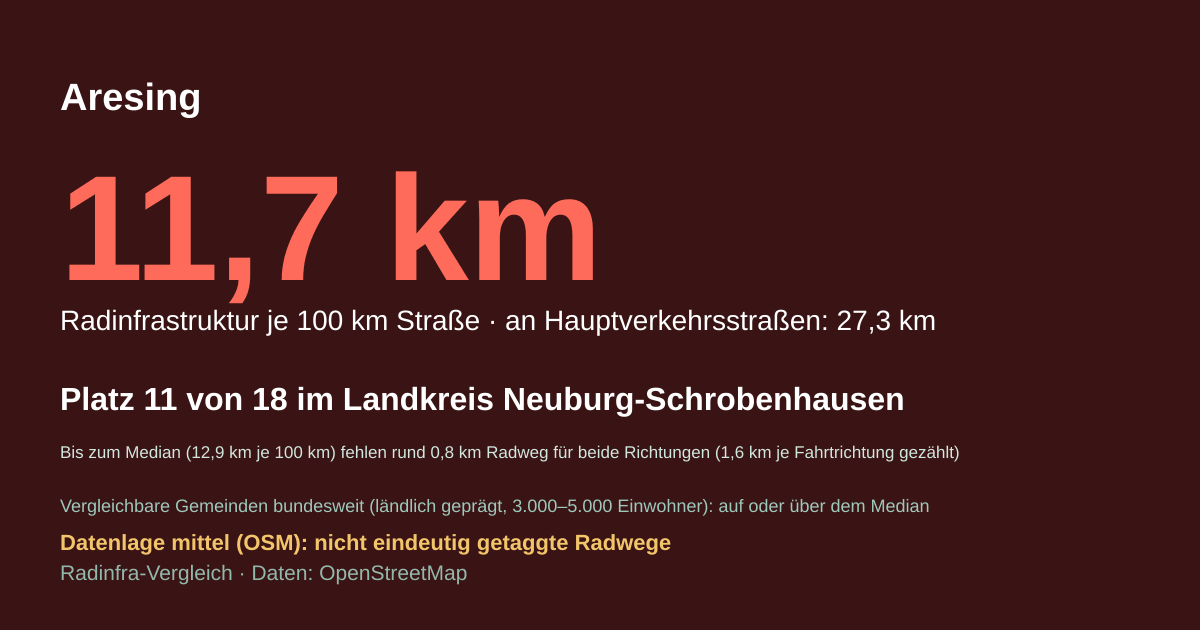 Aresing
11,7 km
Radinfrastruktur je 100 km Straße · an Hauptverkehrsstraßen: 27,3 km
Platz 11 von 18 im Landkreis Neuburg-Schrobenhausen
Bis zum Median (12,9 km je 100 km) fehlen rund 0,8 km Radweg für beide Richtungen (1,6 km je Fahrtrichtung gezählt)
Vergleichbare Gemeinden bundesweit (ländlich geprägt, 3.000–5.000 Einwohner): auf oder über dem Median
Datenlage mittel (OSM): nicht eindeutig getaggte Radwege
Radinfra-Vergleich · Daten: OpenStreetMap